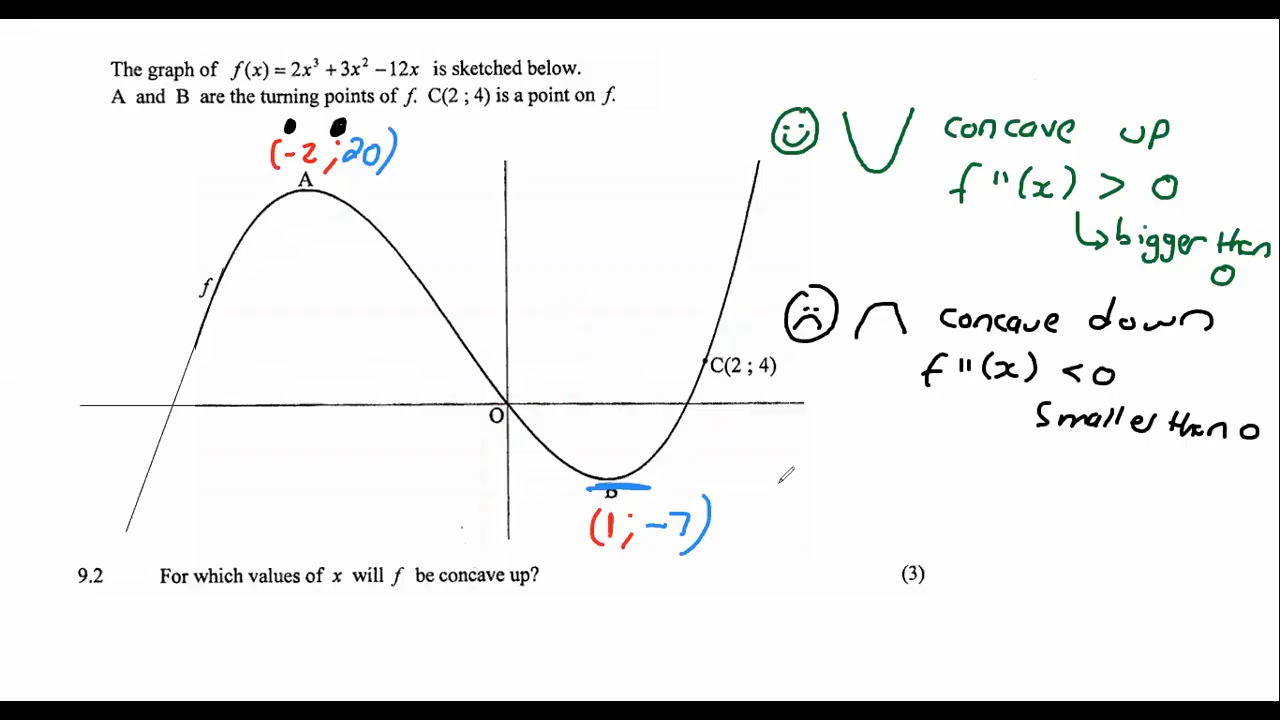 The graph of f(x) = 2x³ + 3x² − 12x is sketched below.
A and B are the turning points of f. C(2 ; 4) is a point on f.
(-2 ; 20)
A
f
O
C(2 ; 4)
B
(1 ; -7)
concave up
f''(x) > 0
↳ bigger than
0
concave down
f''(x) < 0
smaller than 0
9.2 For which values of x will f be concave up? (3)